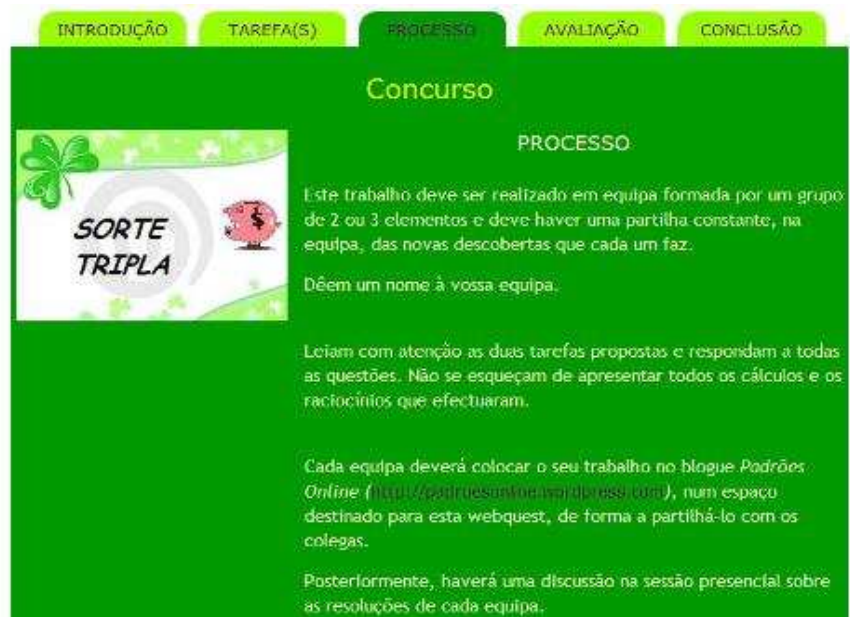 INTRODUÇÃO TAREFA(S) PROCESSO AVALIAÇÃO CONCLUSÃO
Concurso
SORTE
TRIPLA
$
PROCESSO
Este trabalho deve ser realizado em equipa formada por um grupo
de 2 ou 3 elementos e deve haver uma partilha constante, na
equipa, das novas descobertas que cada um faz.
Dêem um nome à vossa equipa.
Leiam com atenção as duas tarefas propostas e respondam a todas
as questões. Não se esqueçam de apresentar todos os cálculos e os
raciocínios que efectuaram.
Cada equipa deverá colocar o seu trabalho no blogue Padrões
Online (http://padroesonline.wordpress.com), num espaço
destinado para esta webquest, de forma a partilhá-lo com os
colegas.
Posteriormente, haverá uma discussão na sessão presencial sobre
as resoluções de cada equipa.